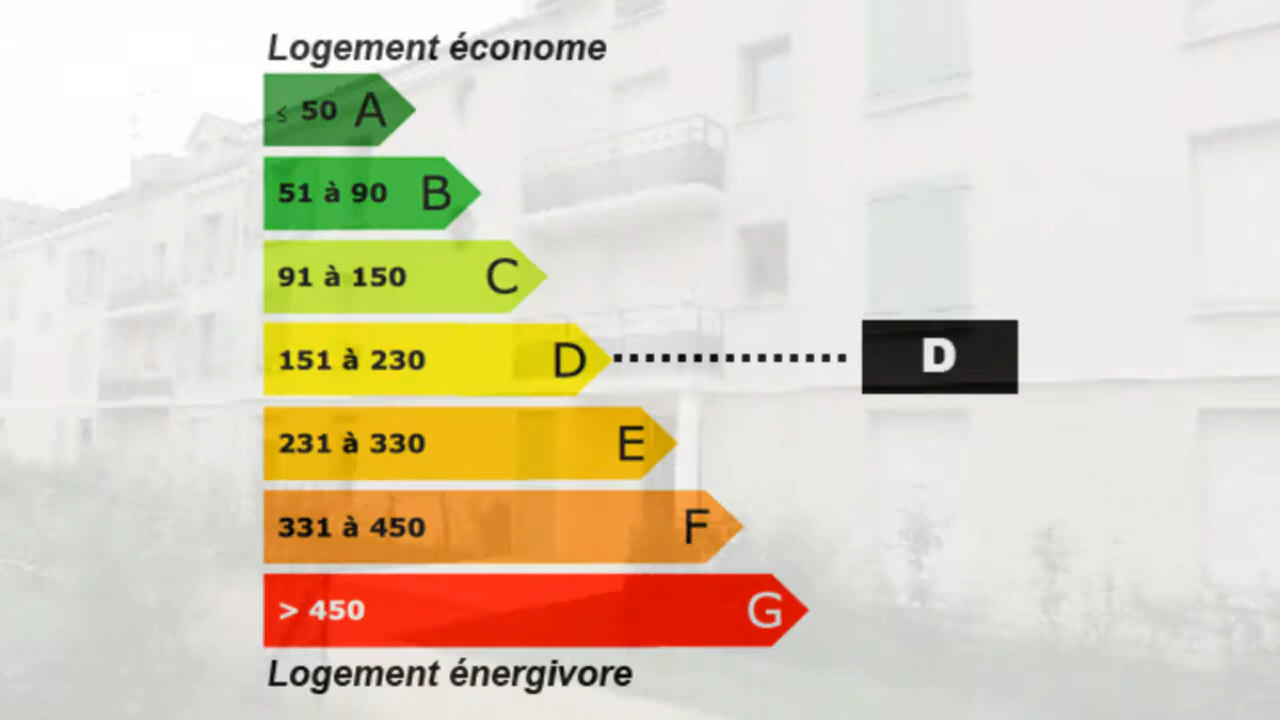 Logement économe
≤ 50 A
51 à 90 B
91 à 150 C
151 à 230 D
D
231 à 330 E
331 à 450 F
> 450 G
Logement énergivore